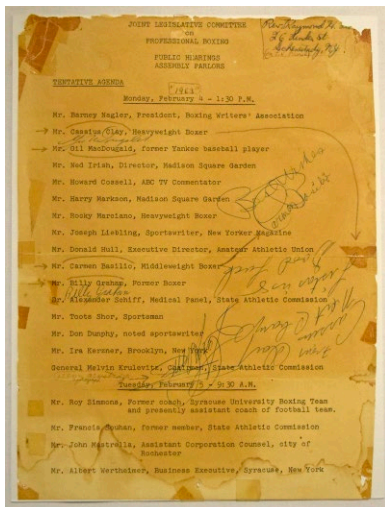 JOINT LEGISLATIVE COMMITTEE
on
PROFESSIONAL BOXING
PUBLIC HEARINGS
ASSEMBLY PARLORS
Rev. Raymond
TENTATIVE AGENDA
Monday, February 4 - 1:30 P.M.
Mr. Barney Nagler, President, Boxing Writers' Association
Mr. Cassius Clay, Heavyweight Boxer
Mr. Gil MacDougald, former Yankee baseball player
Mr. Ned Irish, Director, Madison Square Garden
Mr. Howard Cossell, ABC TV Commentator
Mr. Harry Markson, Madison Square Garden
Mr. Rocky Marciano, Heavyweight Boxer
Mr. Joseph Liebling, Sportswriter, New Yorker Magazine
Mr. Donald Hull, Executive Director, Amateur Athletic Union
Good Luck
Mr. Carmen Basilio, Middleweight Boxer
Mr. Billy Graham, Former Boxer
Billy Graham
Dr. Alexander Schiff, Medical Panel, State Athletic Commission
Mr. Toots Shor, Sportsman
Mr. Don Dunphy, noted sportswriter
Mr. Ira Kersner, Brooklyn, New York
General Melvin Krulewitz, Chairman, State Athletic Commission
Tuesday, February 5 - 9:30 A.M.
Mr. Roy Simmons, Former coach, Syracuse University Boxing Team
and presently assistant coach of football team.
Mr. Francis, former member, State Athletic Commission
Mr. John Mastrella, Assistant Corporation Counsel, city of
Rochester
Mr. Albert Wertheimer, Business Executive, Syracuse, New York